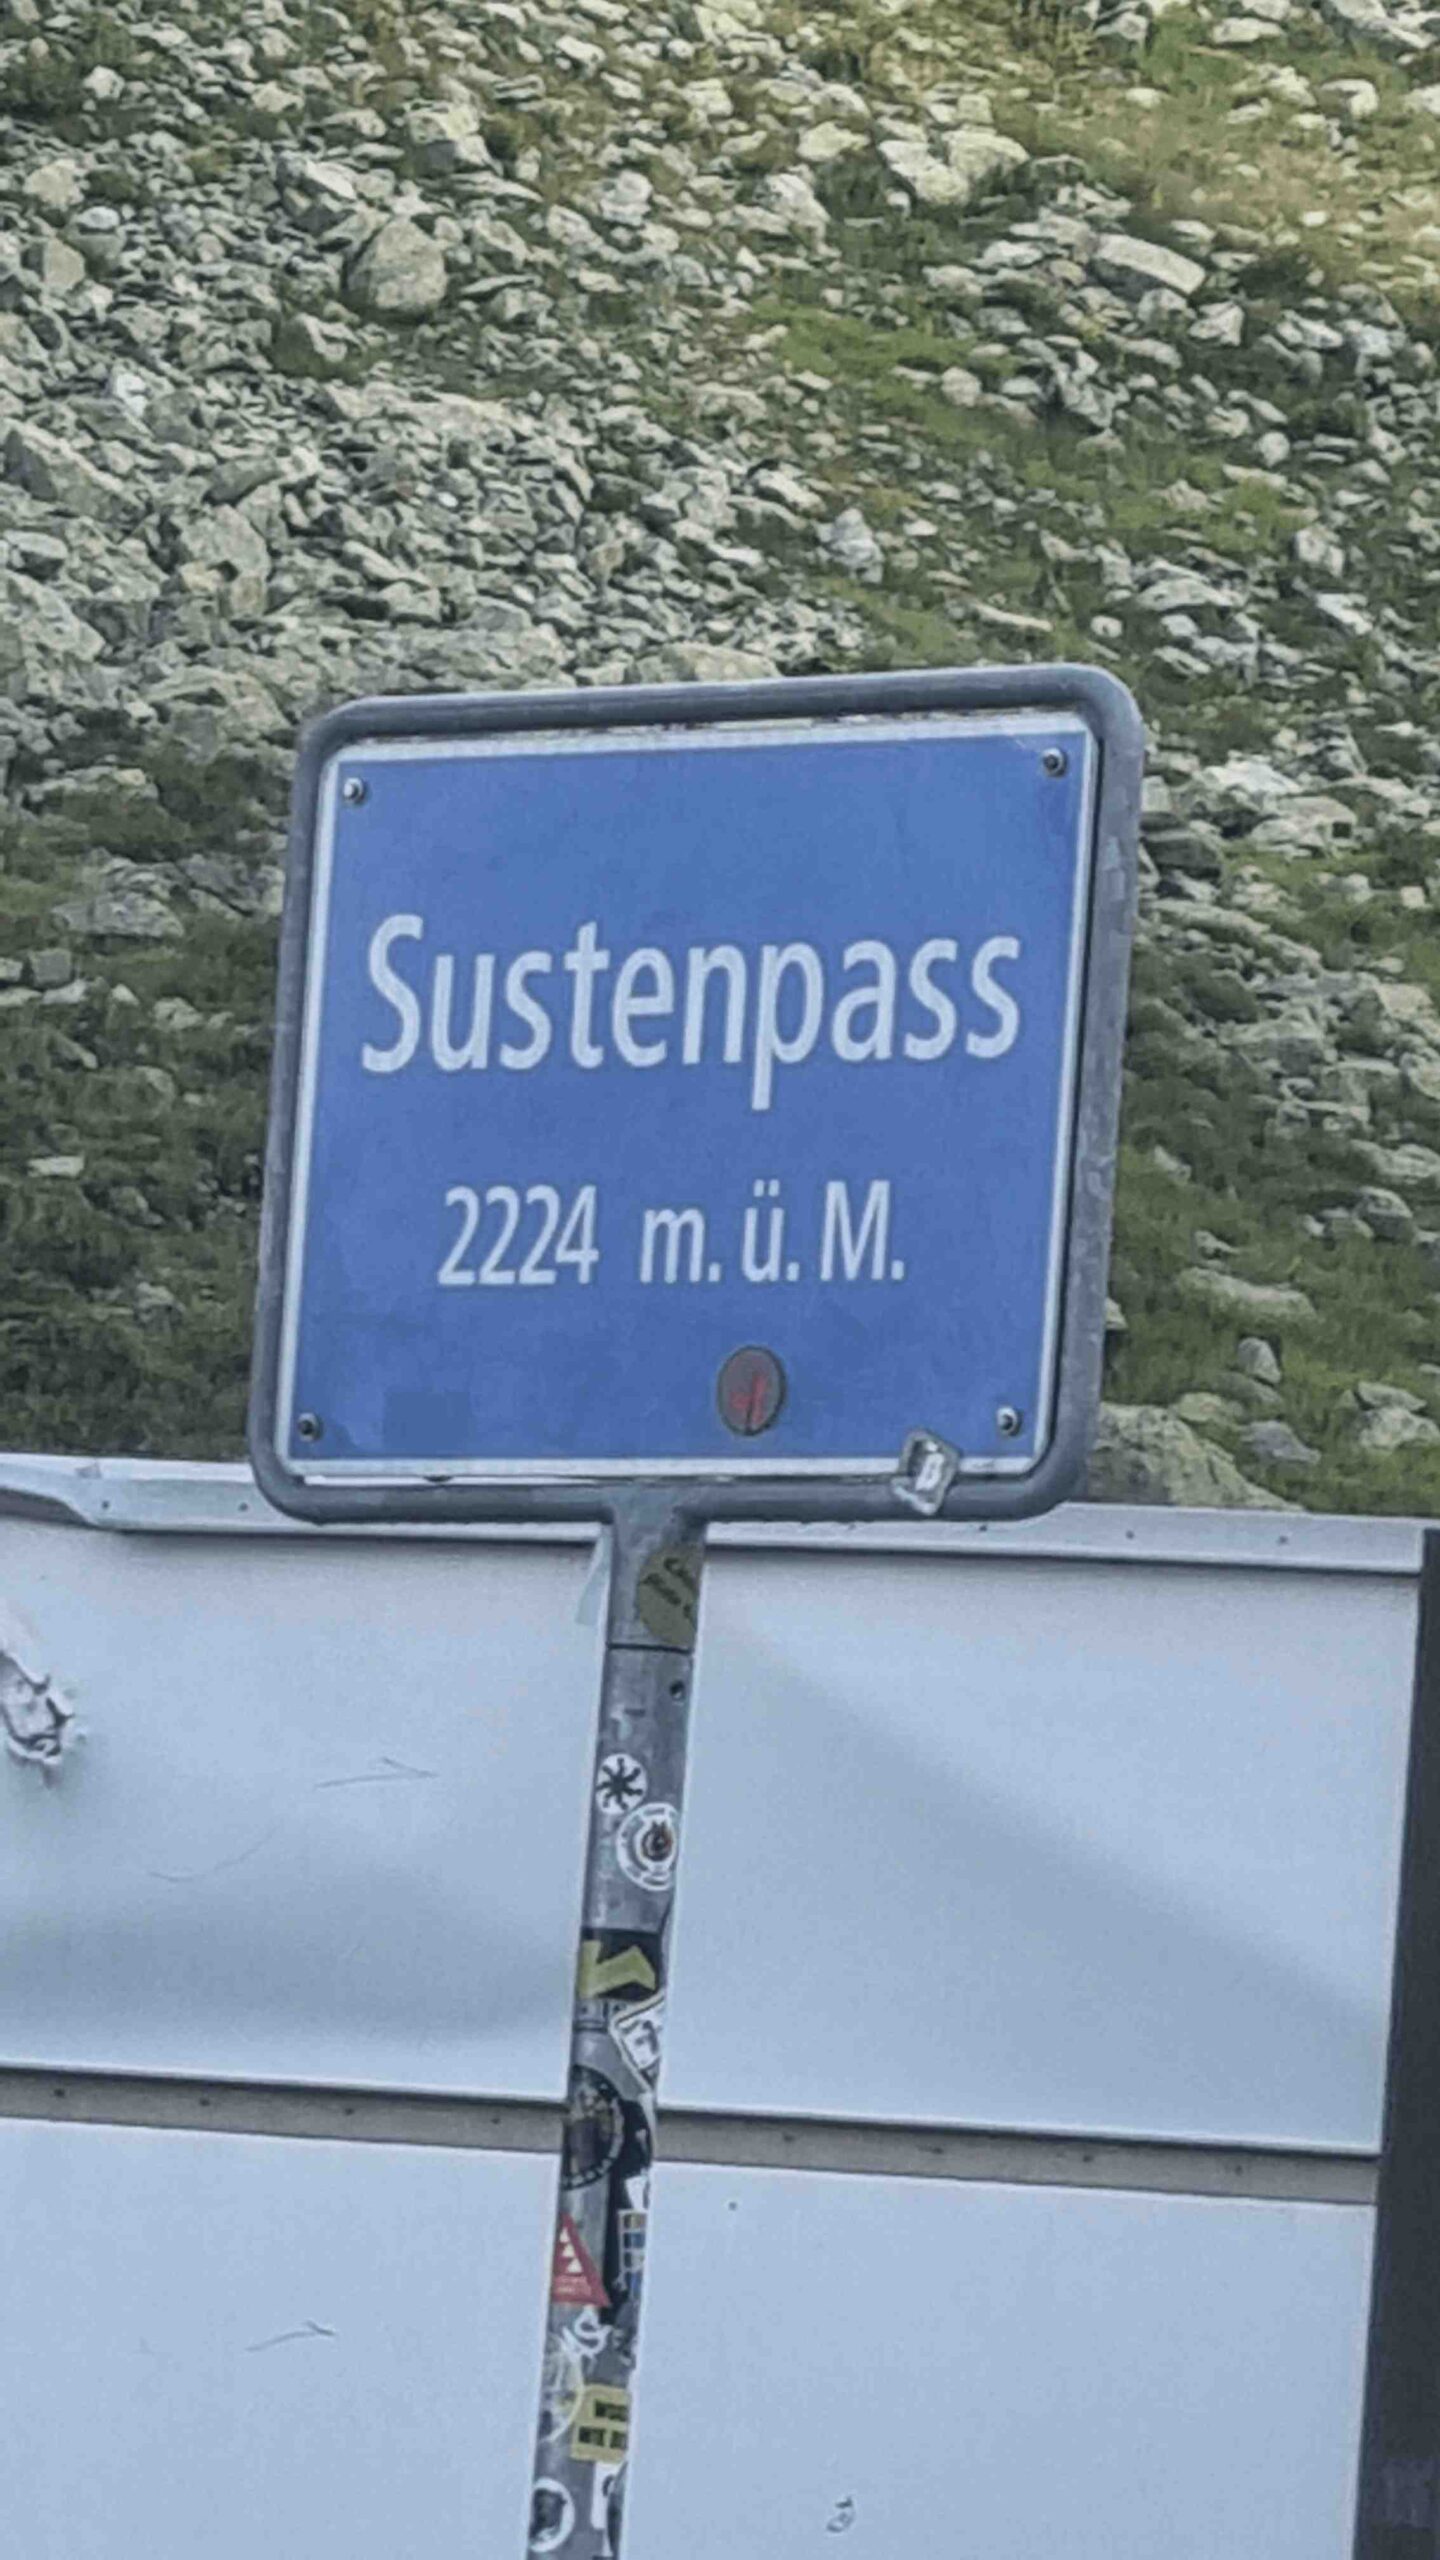 Sustenpass
2224 m. ü. M.
B